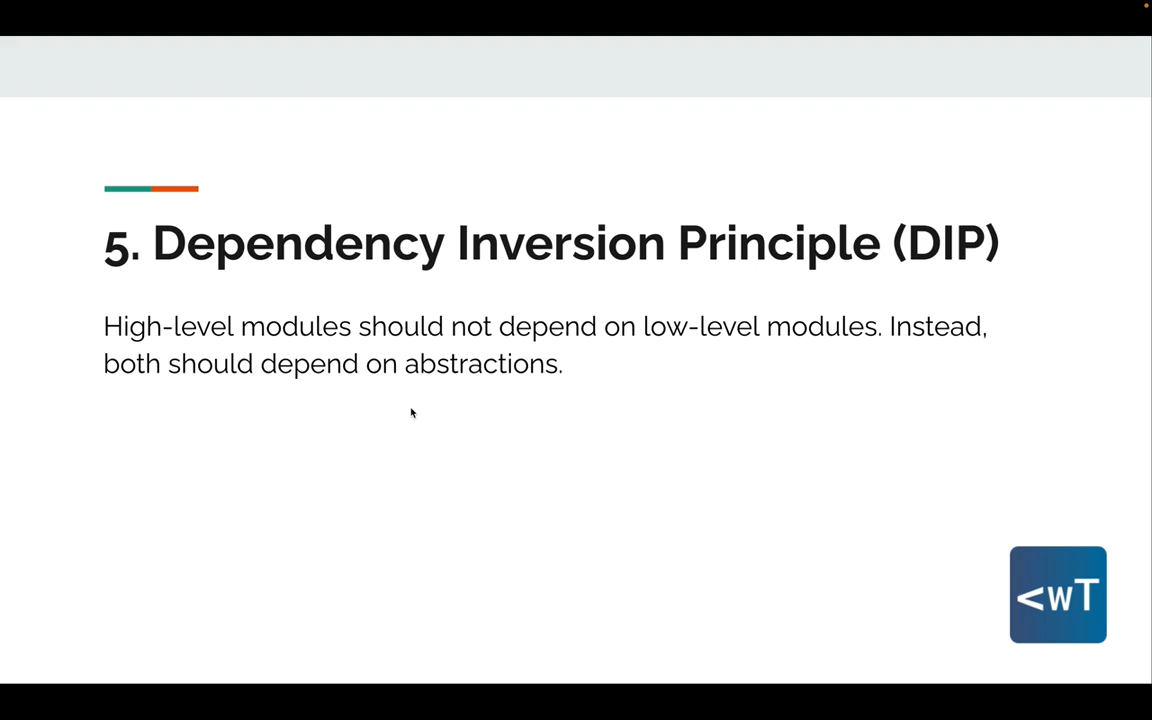 5. Dependency Inversion Principle (DIP)
High-level modules should not depend on low-level modules. Instead,
both should depend on abstractions.
<wT